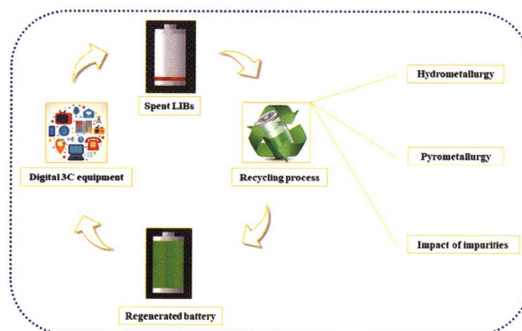 Spent LIBs
Hydrometallurgy
Digital 3C equipment
Recycling process
Pyrometallurgy
Regenerated battery
Impact of impurities